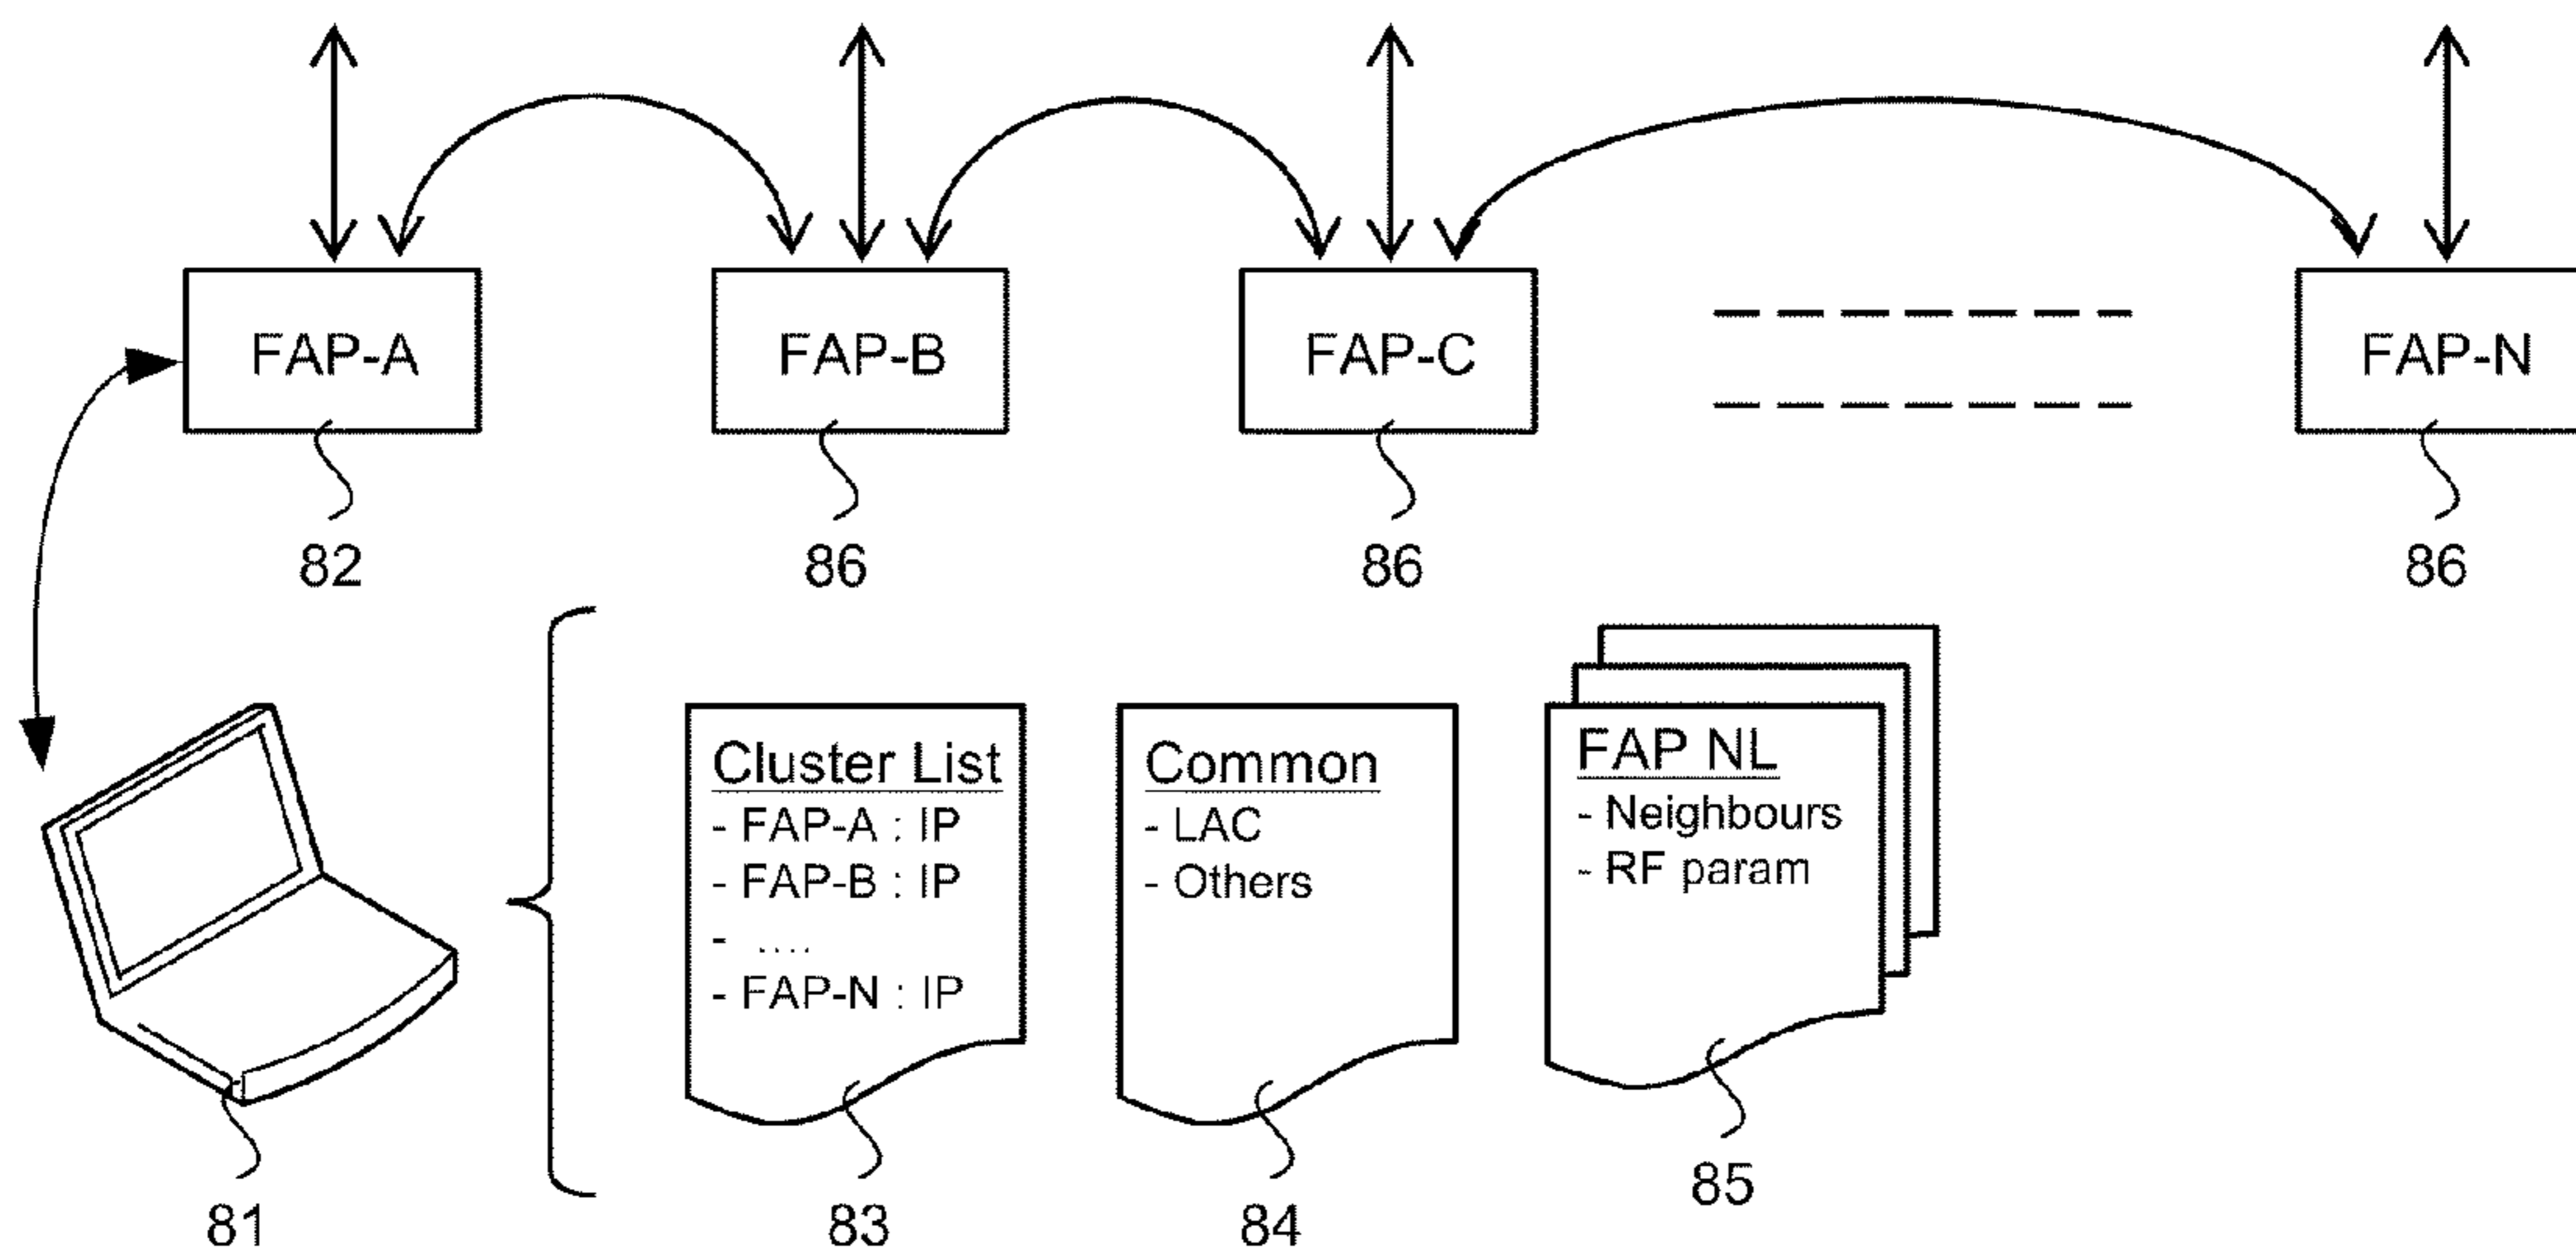 FAP-A
FAP-B
FAP-C
FAP-N
82
86
86
86
Cluster List
- FAP-A : IP
- FAP-B : IP
- ....
- FAP-N : IP
Common
- LAC
- Others
FAP NL
- Neighbours
- RF param
81
83
84
85